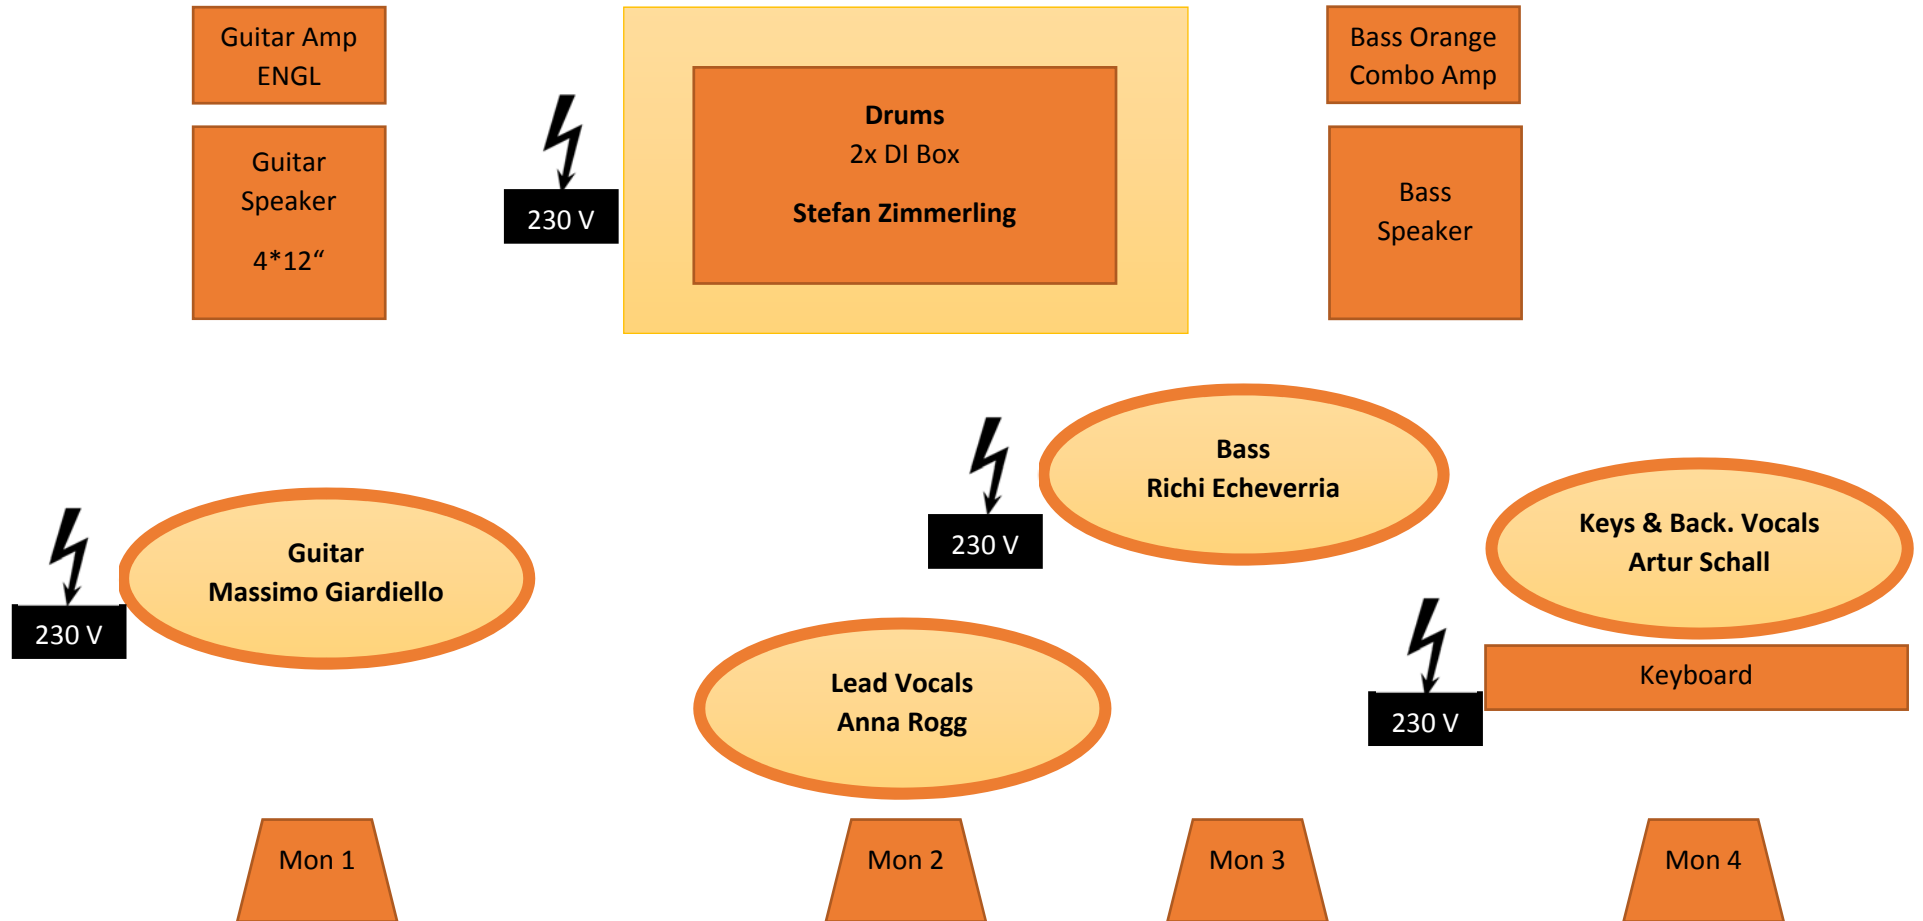 Guitar Amp
ENGL
Guitar
Speaker
4*12“
230 V
Drums
2x DI Box
Stefan Zimmerling
Bass Orange
Combo Amp
Bass
Speaker
230 V
Guitar
Massimo Giardiello
230 V
Bass
Richi Echeverria
Keys & Back. Vocals
Artur Schall
Lead Vocals
Anna Rogg
230 V
Keyboard
Mon 1
Mon 2
Mon 3
Mon 4